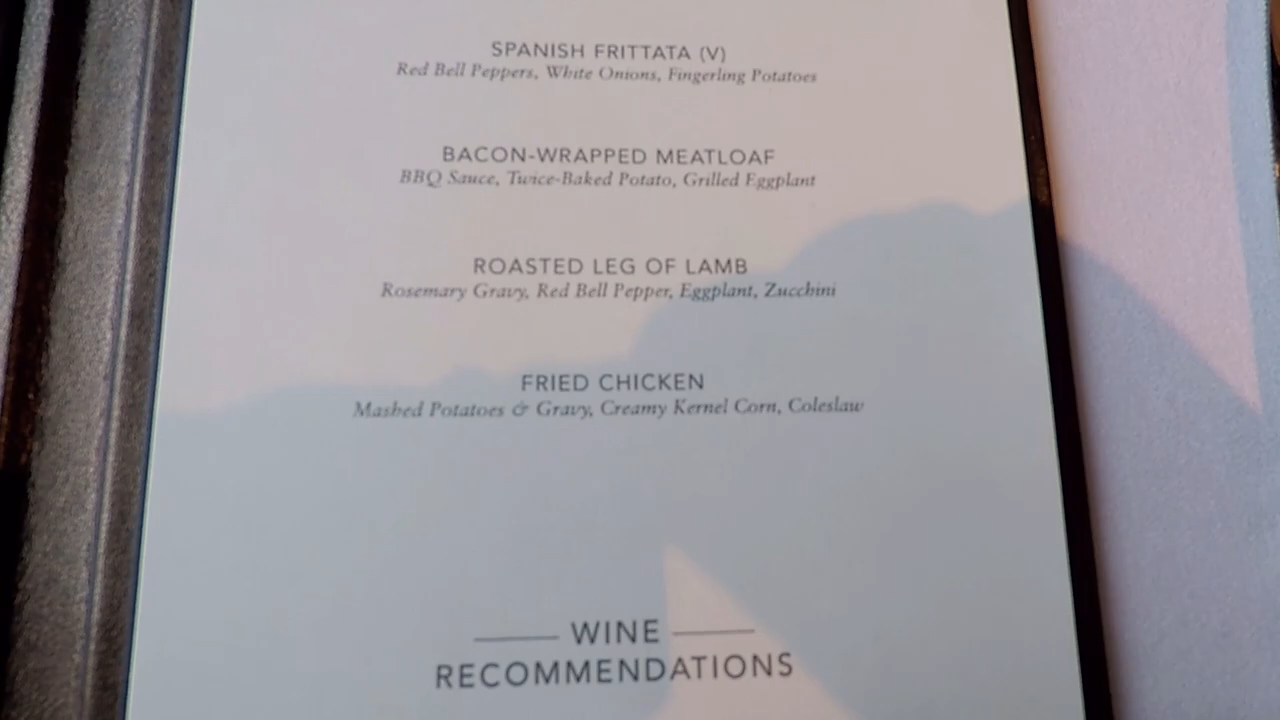 SPANISH FRITTATA (V)
Red Bell Peppers, White Onions, Fingerling Potatoes
BACON-WRAPPED MEATLOAF
BBQ Sauce, Twice-Baked Potato, Grilled Eggplant
ROASTED LEG OF LAMB
Rosemary Gravy, Red Bell Pepper, Eggplant, Zucchini
FRIED CHICKEN
Mashed Potatoes & Gravy, Creamy Kernel Corn, Coleslaw
WINE
RECOMMENDATIONS